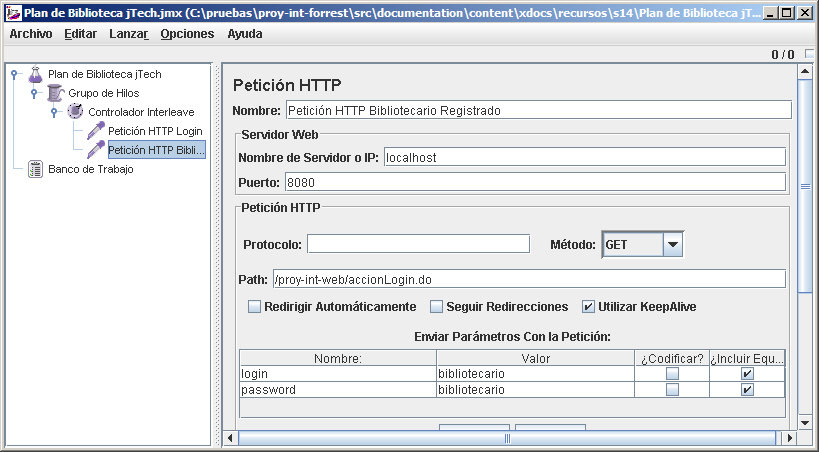 Plan de Biblioteca jTech.jmx (C:\pruebas\proy-int-forrest\src\documentation\content\xdocs\recursos\s14\Plan de Biblioteca jT...
Archivo Editar Lanzar Opciones Ayuda
0 / 0
Plan de Biblioteca jTech
Grupo de Hilos
Controlador Interleave
Petición HTTP Login
Petición HTTP Bibli...
Banco de Trabajo
Petición HTTP
Nombre: Petición HTTP Bibliotecario Registrado
Servidor Web
Nombre de Servidor o IP: localhost
Puerto: 8080
Petición HTTP
Protocolo: Método: GET
Path: /proy-int-web/accionLogin.do
Redirigir Automáticamente Seguir Redirecciones Utilizar KeepAlive
Enviar Parámetros Con la Petición:
Nombre: Valor ¿Codificar? ¿Incluir Equ...
login bibliotecario
password bibliotecario